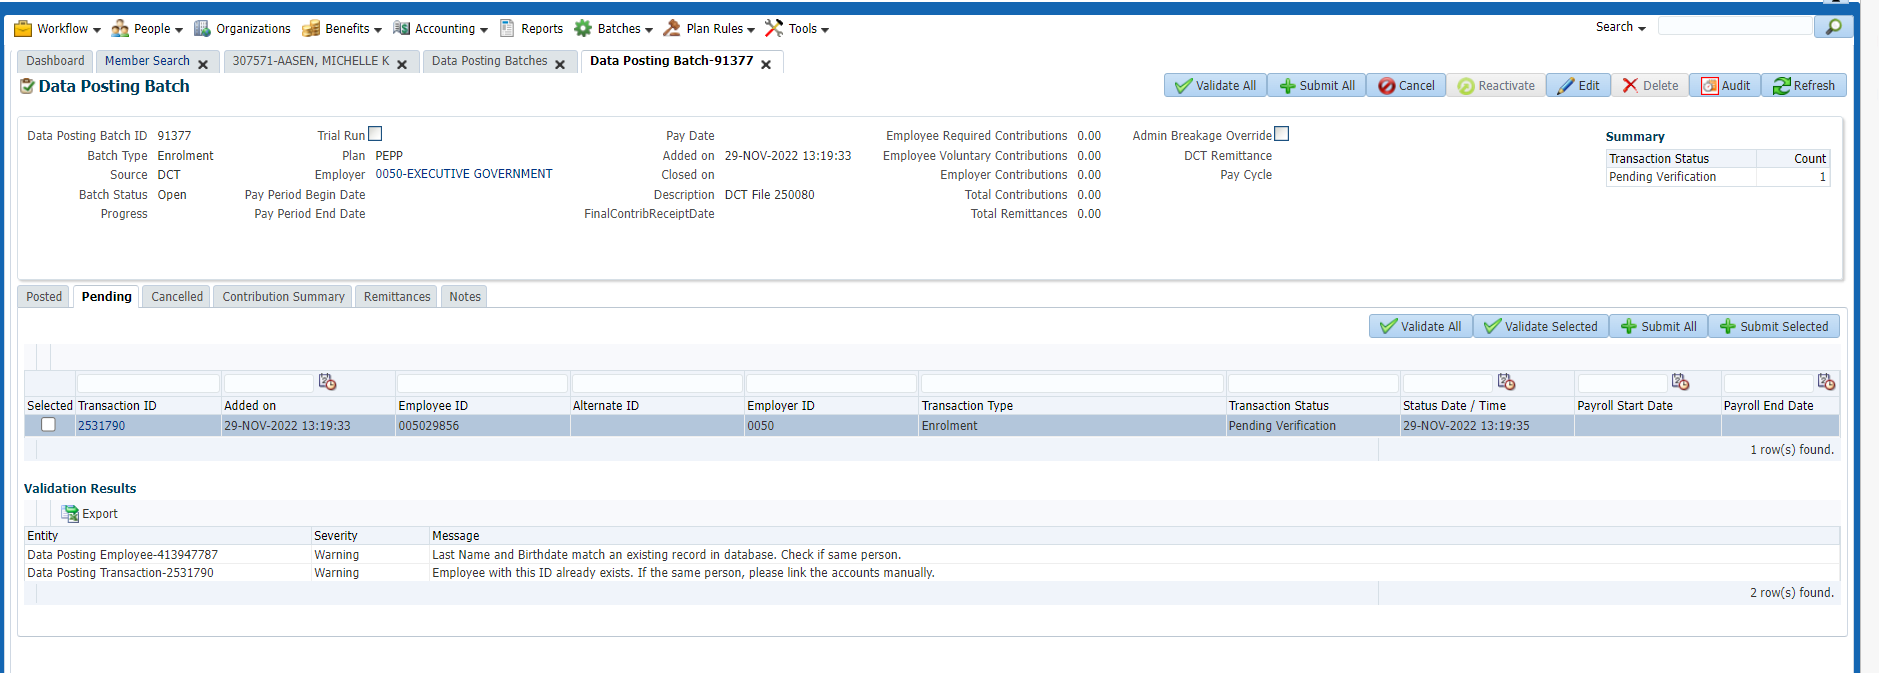 Workflow People Organizations Benefits Accounting Reports Batches Plan Rules Tools Search
Dashboard Member Search 307571-AASEN, MICHELLE K Data Posting Batches Data Posting Batch-91377
Data Posting Batch Validate All Submit All Cancel Reactivate Edit Delete Audit Refresh
Data Posting Batch ID 91377 Trial Run Pay Date Employee Required Contributions 0.00 Admin Breakage Override Summary
Batch Type Enrolment Plan PEPP Added on 29-NOV-2022 13:19:33 Employee Voluntary Contributions 0.00 DCT Remittance Transaction Status Count
Source DCT Employer 0050-EXECUTIVE GOVERNMENT Closed on Employer Contributions 0.00 Pay Cycle Pending Verification 1
Batch Status Open Pay Period Begin Date Description DCT File 250080 Total Contributions 0.00
Progress Pay Period End Date FinalContribReceiptDate Total Remittances 0.00
Posted Pending Cancelled Contribution Summary Remittances Notes
Validate All Validate Selected Submit All Submit Selected
Selected Transaction ID Added on Employee ID Alternate ID Employer ID Transaction Type Transaction Status Status Date / Time Payroll Start Date Payroll End Date
2531790 29-NOV-2022 13:19:33 005029856 0050 Enrolment Pending Verification 29-NOV-2022 13:19:35
1 row(s) found.
Validation Results
Export
Entity Severity Message
Data Posting Employee-413947787 Warning Last Name and Birthdate match an existing record in database. Check if same person.
Data Posting Transaction-2531790 Warning Employee with this ID already exists. If the same person, please link the accounts manually.
2 row(s) found.